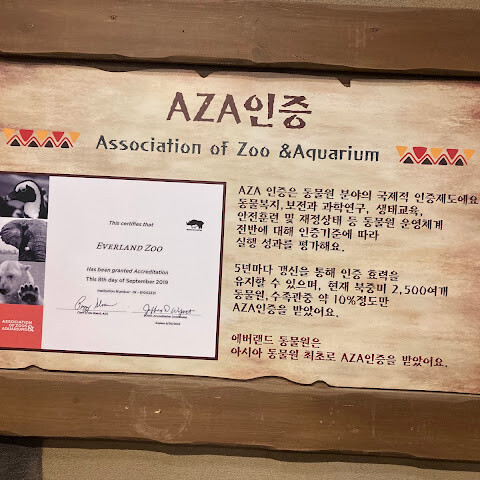 AZA인증
Association of Zoo &Aquarium
This certifies that
EVERLAND ZOO
Has been granted Accreditation
This 8th day of September 2019
ASSOCIATION
OF ZOOS
AQUARIUMS &
AZA 인증은 동물원 분야의 국제적 인증제도예요
동물복지, 보전과 과학연구, 생태교육,
안전훈련 및 재정상태 등 동물원 운영체계
전반에 대해 인증기준에 따라
실행 성과를 평가해요.
5년마다 갱신을 통해 인증 효력을
유지할 수 있으며, 현재 북중미 2,500여개
동물원, 수족관중 약 10%정도만
AZA인증을 받았어요.
에버랜드 동물원은
아시아 동물원 최초로 AZA인증을 받았어요.